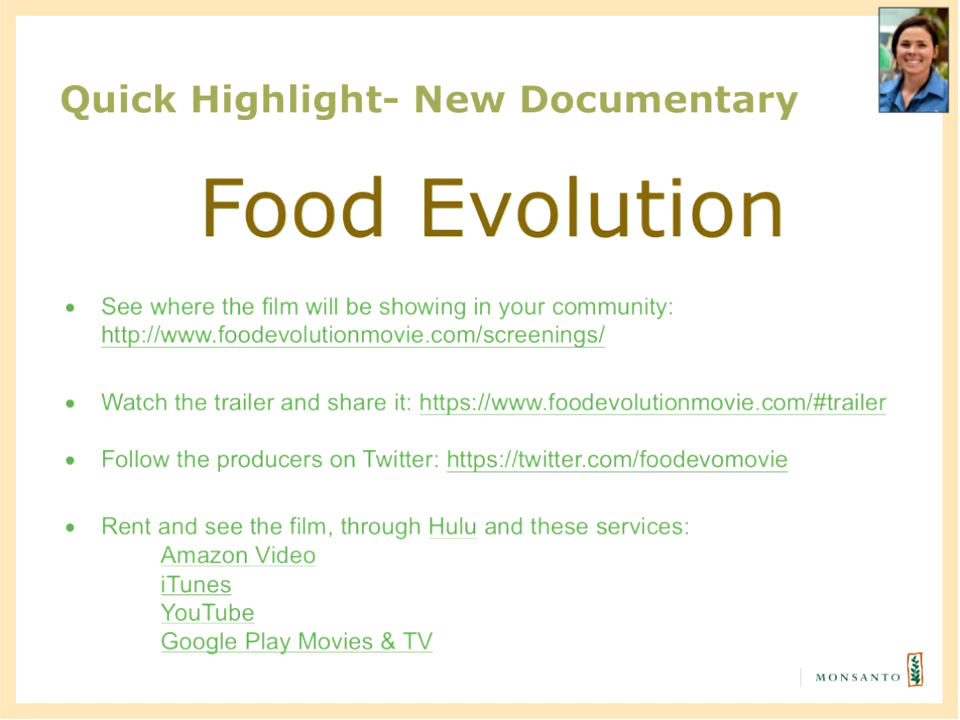 Quick Highlight- New Documentary
Food Evolution
• See where the film will be showing in your community:
http://www.foodevolutionmovie.com/screenings/
• Watch the trailer and share it: https://www.foodevolutionmovie.com/#trailer
• Follow the producers on Twitter: https://twitter.com/foodevomovie
• Rent and see the film, through Hulu and these services:
Amazon Video
iTunes
YouTube
Google Play Movies & TV
MONSANTO